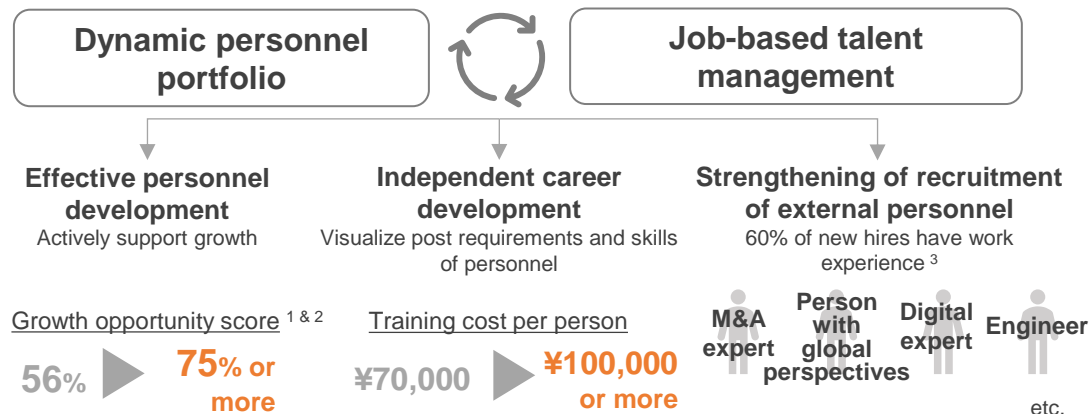 Dynamic personnel
portfolio
Job-based talent
management
Effective personnel
development
Actively support growth
Independent career
development
Visualize post requirements and skills
of personnel
Strengthening of recruitment
of external personnel
60% of new hires have work
experience 3
Growth opportunity score 1 & 2
56%
75% or
more
Training cost per person
¥70,000
¥100,000
or more
M&A
expert
Person
with
global
perspectives
Digital
expert
Engineer
etc.